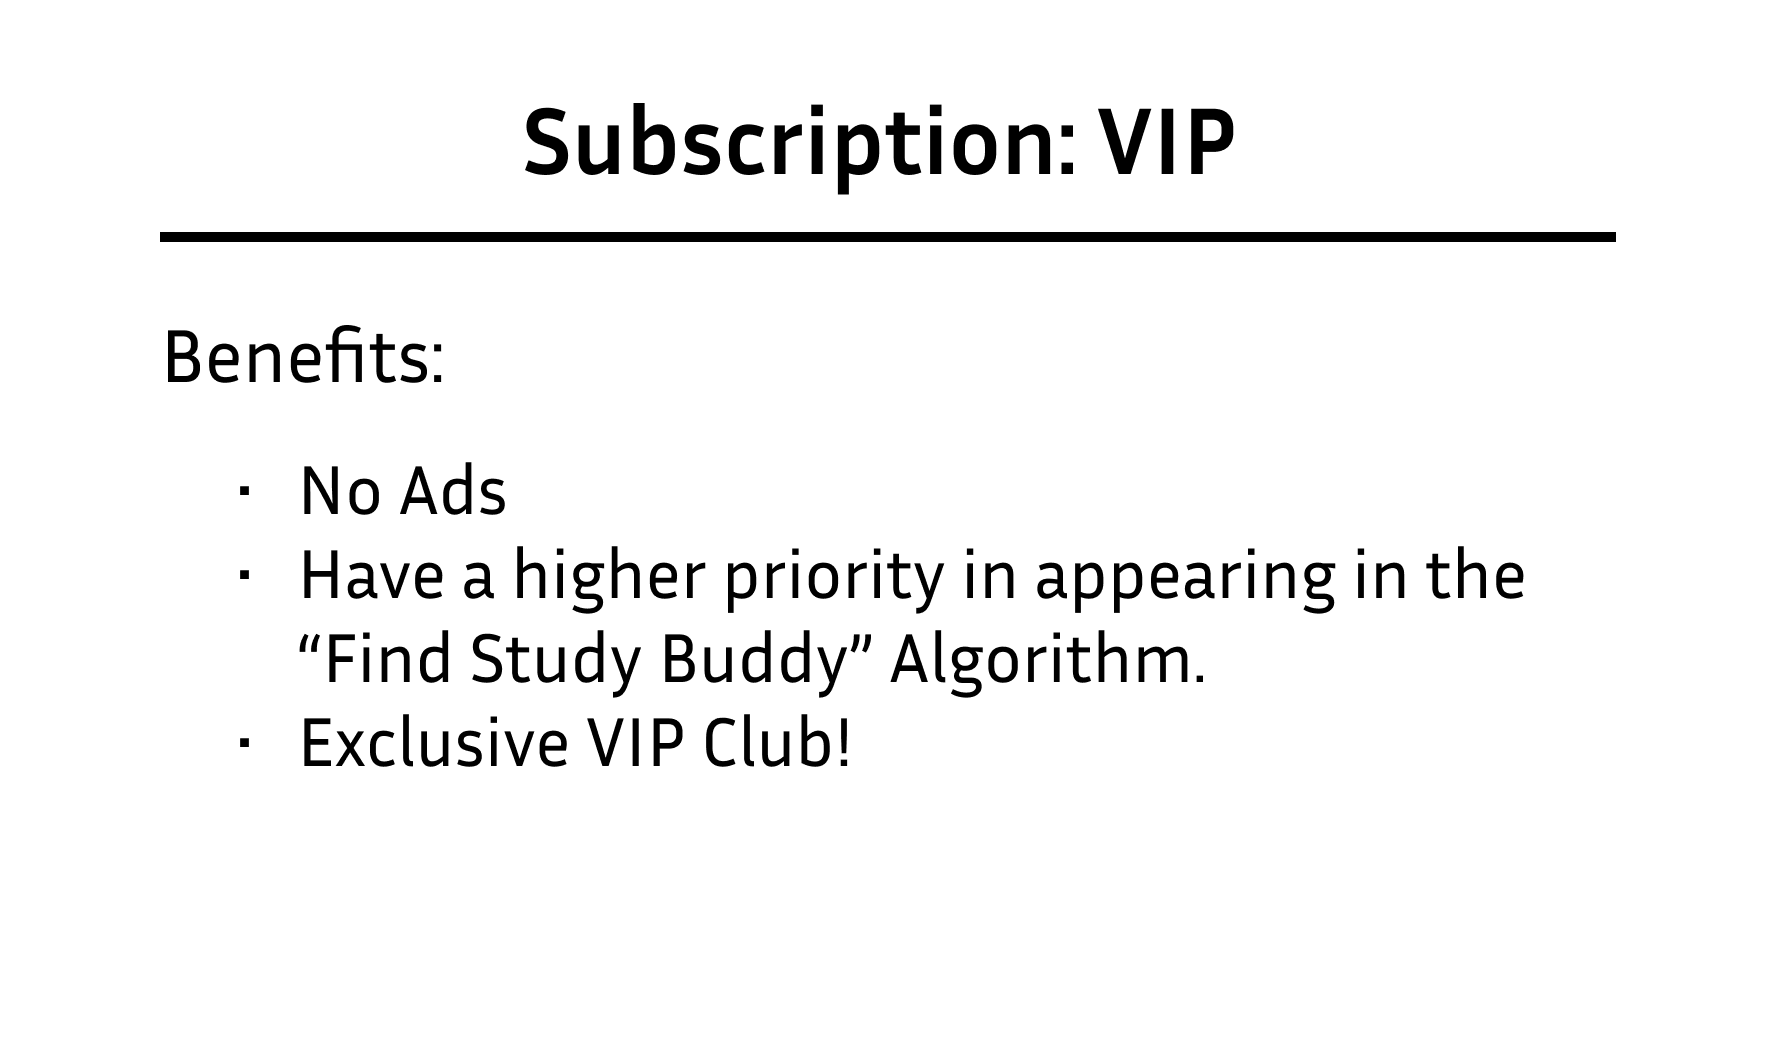 Subscription: VIP
Benefits:
· No Ads
· Have a higher priority in appearing in the
“Find Study Buddy” Algorithm.
· Exclusive VIP Club!